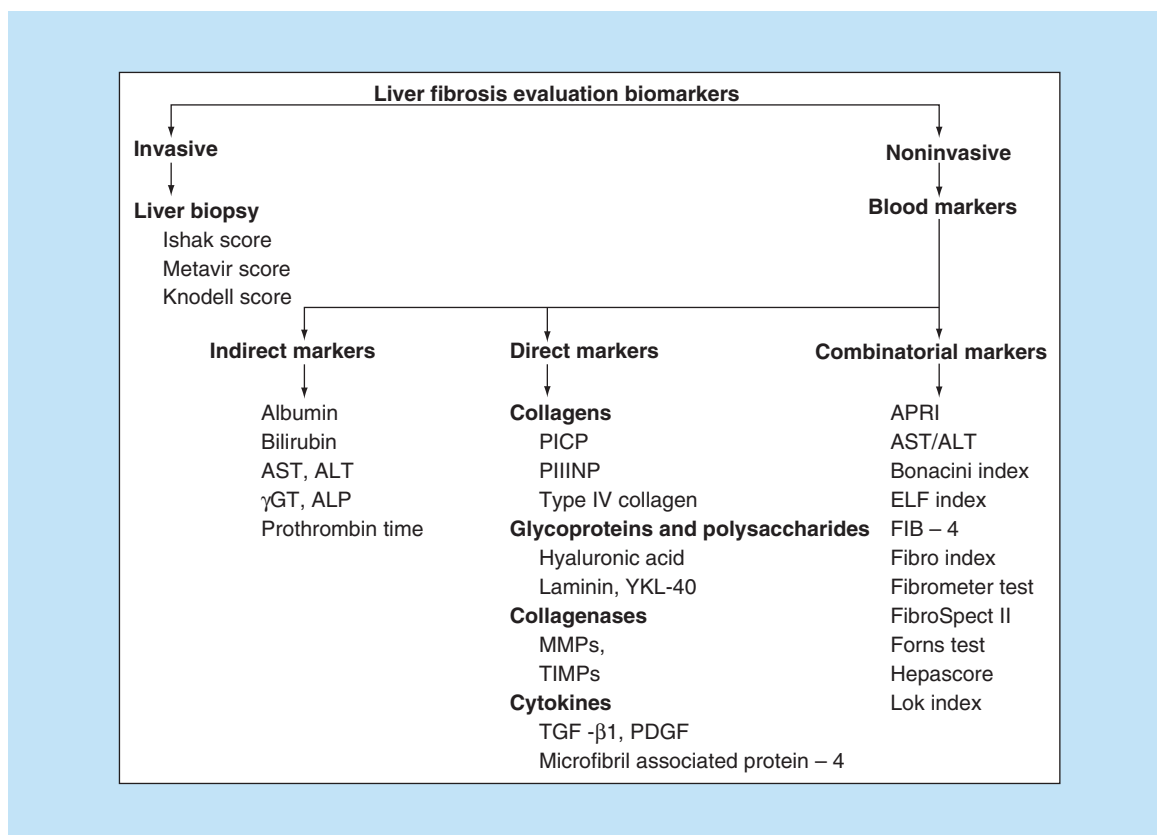 Liver fibrosis evaluation biomarkers
Invasive
Noninvasive
Liver biopsy
Ishak score
Metavir score
Knodell score
Blood markers
Indirect markers
Albumin
Bilirubin
AST, ALT
γGT, ALP
Prothrombin time
Direct markers
Collagens
PICP
PIIINP
Type IV collagen
Glycoproteins and polysaccharides
Hyaluronic acid
Laminin, YKL-40
Collagenases
MMPs,
TIMPs
Cytokines
TGF -β1, PDGF
Microfibril associated protein – 4
Combinatorial markers
APRI
AST/ALT
Bonacini index
ELF index
FIB – 4
Fibro index
Fibrometer test
FibroSpect II
Forns test
Hepascore
Lok index